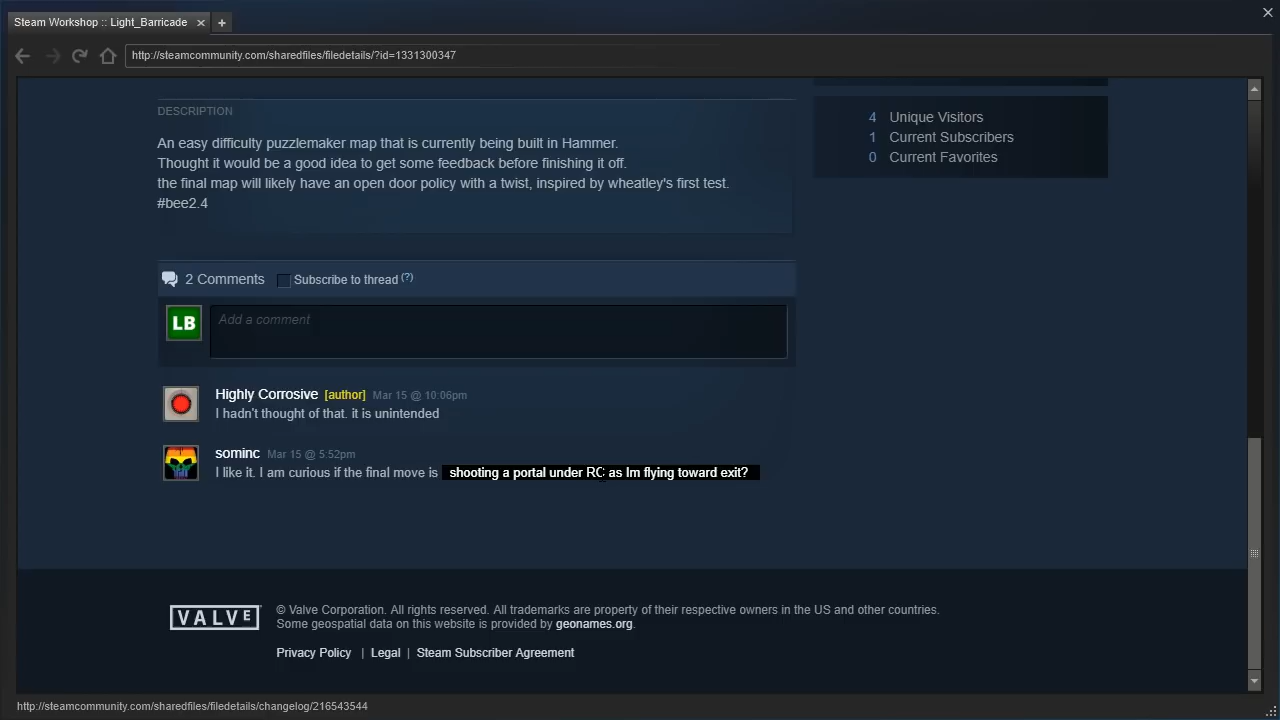 Steam Workshop :: Light_Barricade
http://steamcommunity.com/sharedfiles/filedetails/?id=1331300347
DESCRIPTION
An easy difficulty puzzlemaker map that is currently being built in Hammer.
Thought it would be a good idea to get some feedback before finishing it off.
the final map will likely have an open door policy with a twist, inspired by wheatley's first test.
#bee2.4
4 Unique Visitors
1 Current Subscribers
0 Current Favorites
2 Comments Subscribe to thread (?)
LB Add a comment
Highly Corrosive [author] Mar 15 @ 10:06pm
I hadn't thought of that. it is unintended
sominc Mar 15 @ 5:52pm
I like it. I am curious if the final move is shooting a portal under RC as Im flying toward exit?
VALVE
© Valve Corporation. All rights reserved. All trademarks are property of their respective owners in the US and other countries.
Some geospatial data on this website is provided by geonames.org.
Privacy Policy | Legal | Steam Subscriber Agreement
http://steamcommunity.com/sharedfiles/filedetails/changelog/216543544